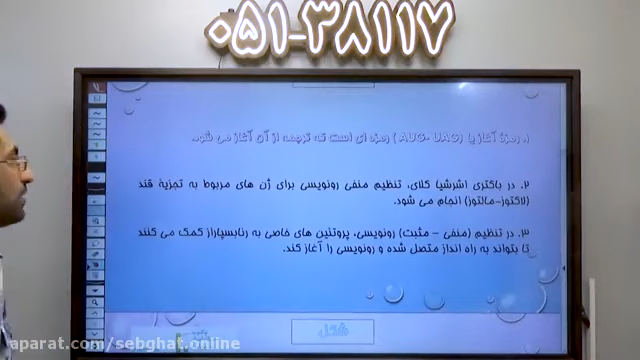 ۰۵۱-۳۸۱۱۷
۱. رمزۀ آغاز یا (AUG - UAG) رمزه ای است که ترجمه از آن آغاز می شود.
۲. در باکتری اشرشیا کلای، تنظیم منفی رونویسی برای ژن های مربوط به تجزیۀ قند
(لاکتوز-مالتوز) انجام می شود.
۳. در تنظیم (منفی - مثبت) رونویسی، پروتئین های خاصی به رنابسپاراز کمک می کنند
تا بتواند به راه انداز متصل شده و رونویسی را آغاز کند.
aparat.com/sebghat.online